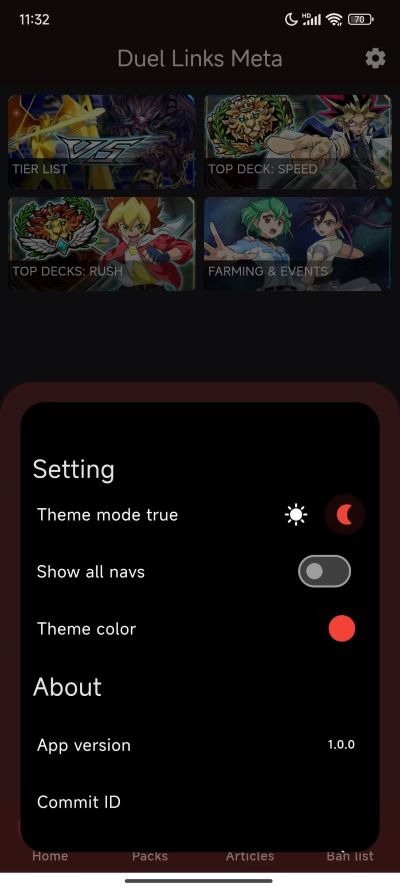 11:32
HD
70
Duel Links Meta
VS
TIER LIST
TOP DECK: SPEED
TOP DECKS: RUSH
FARMING & EVENTS
Setting
Theme mode true
Show all navs
Theme color
About
App version
1.0.0
Commit ID
Home
Packs
Articles
Ban list